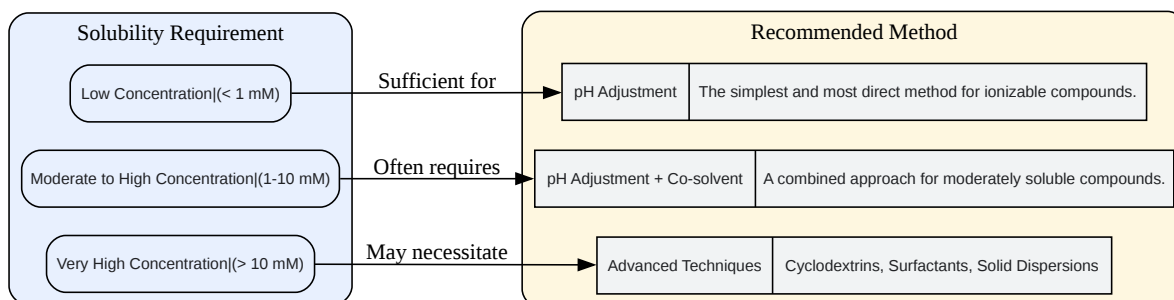 Solubility Requirement
Recommended Method
Low Concentration|(< 1 mM)
Sufficient for
pH Adjustment
The simplest and most direct method for ionizable compounds.
Moderate to High Concentration|(1-10 mM)
Often requires
pH Adjustment + Co-solvent
A combined approach for moderately soluble compounds.
Very High Concentration|(> 10 mM)
May necessitate
Advanced Techniques
Cyclodextrins, Surfactants, Solid Dispersions